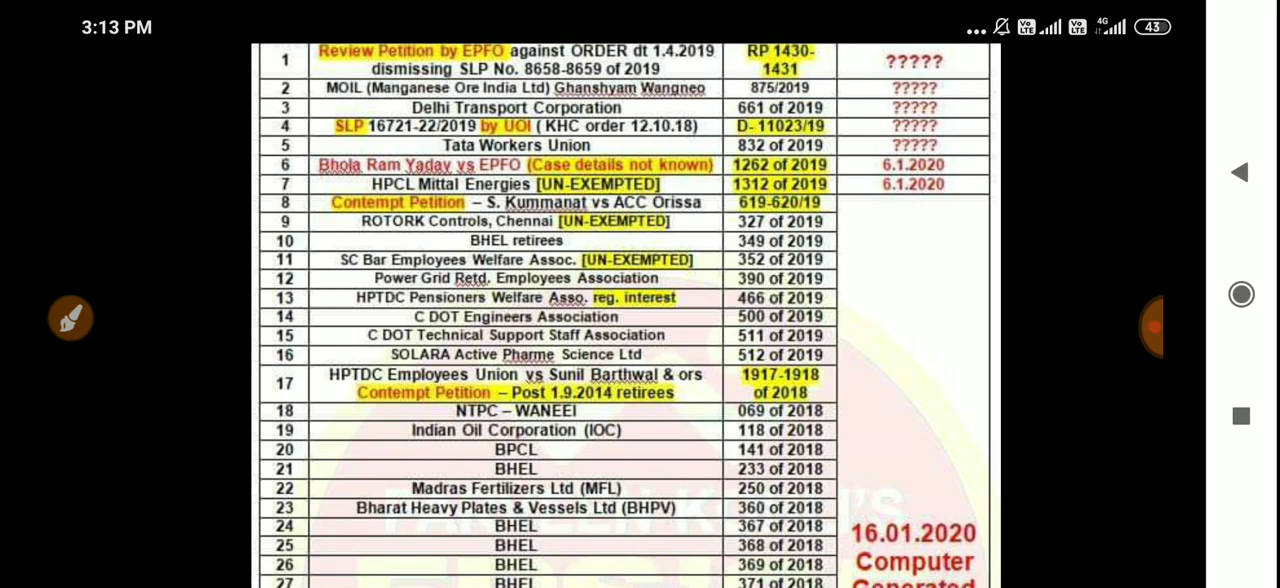 3:13 PM
4G
43
1 Review Petition by EPFO against ORDER dt 1.4.2019 dismissing SLP No. 8658-8659 of 2019 RP 1430-1431 ?????
2 MOIL (Manganese Ore India Ltd) Ghanshyam Wangneo 875/2019 ?????
3 Delhi Transport Corporation 661 of 2019 ?????
4 SLP 16721-22/2019 by UOI ( KHC order 12.10.18) D- 11023/19 ?????
5 Tata Workers Union 832 of 2019 ?????
6 Bhola Ram Yadav vs EPFO (Case details not known) 1262 of 2019 6.1.2020
7 HPCL Mittal Energies [UN-EXEMPTED] 1312 of 2019 6.1.2020
8 Contempt Petition – S. Kummanat vs ACC Orissa 619-620/19
9 ROTORK Controls, Chennai [UN-EXEMPTED] 327 of 2019
10 BHEL retirees 349 of 2019
11 SC Bar Employees Welfare Assoc. [UN-EXEMPTED] 352 of 2019
12 Power Grid Retd. Employees Association 390 of 2019
13 HPTDC Pensioners Welfare Asso. reg. interest 466 of 2019
14 C DOT Engineers Association 500 of 2019
15 C DOT Technical Support Staff Association 511 of 2019
16 SOLARA Active Pharme Science Ltd 512 of 2019
17 HPTDC Employees Union vs Sunil Barthwal & ors Contempt Petition – Post 1.9.2014 retirees 1917-1918 of 2018
18 NTPC – WANEEI 069 of 2018
19 Indian Oil Corporation (IOC) 118 of 2018
20 BPCL 141 of 2018
21 BHEL 233 of 2018
22 Madras Fertilizers Ltd (MFL) 250 of 2018
23 Bharat Heavy Plates & Vessels Ltd (BHPV) 360 of 2018
24 BHEL 367 of 2018
25 BHEL 368 of 2018
26 BHEL 369 of 2018
27 BHEL 371 of 2018
16.01.2020
Computer
Generated